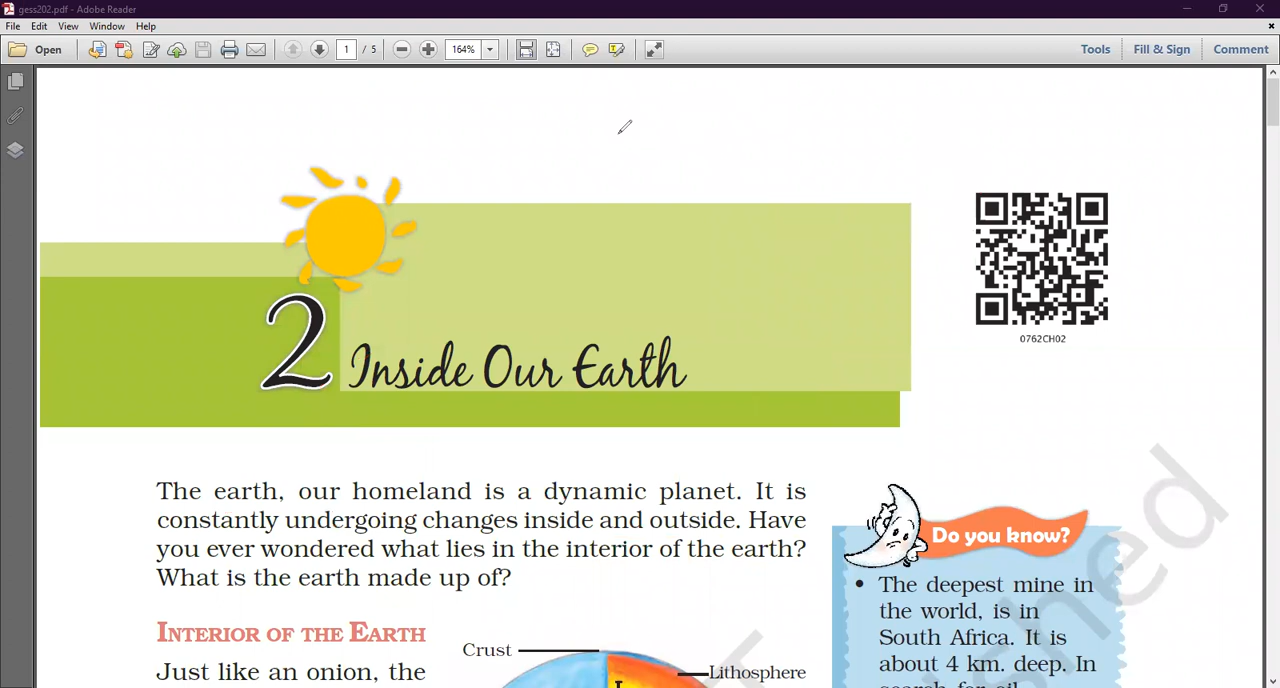 gess202.pdf - Adobe Reader
File Edit View Window Help
Open 1 / 5 164% Tools Fill & Sign Comment
0762CH02
2 Inside Our Earth
The earth, our homeland is a dynamic planet. It is
constantly undergoing changes inside and outside. Have
you ever wondered what lies in the interior of the earth?
What is the earth made up of?
INTERIOR OF THE EARTH
Just like an onion, the
Crust
Lithosphere
Do you know?
• The deepest mine in
the world, is in
South Africa. It is
about 4 km. deep. In
search for oil
shed